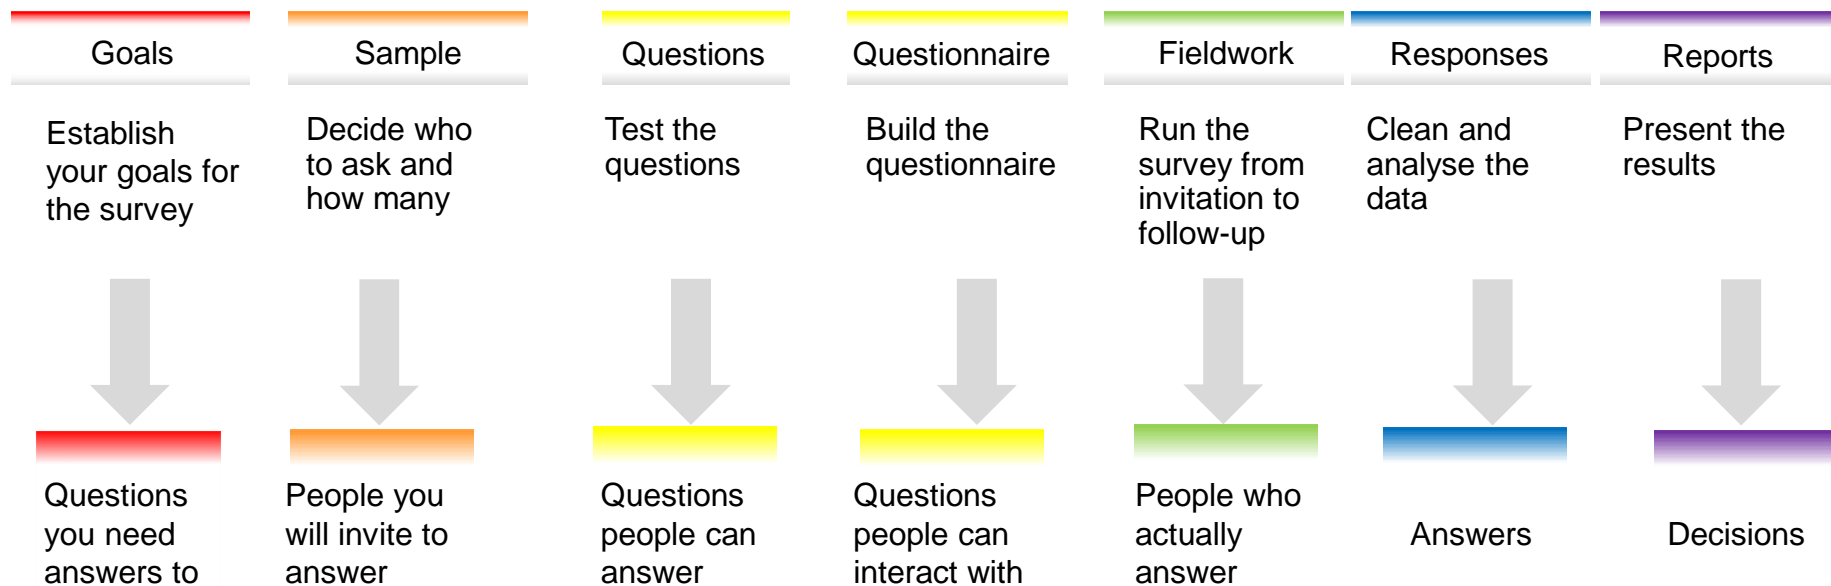 Goals
Sample
Questions
Questionnaire
Fieldwork
Responses
Reports
Establish
your goals for
the survey
Decide who
to ask and
how many
Test the
questions
Build the
questionnaire
Run the
survey from
invitation to
follow-up
Clean and
analyse the
data
Present the
results
Questions
you need
answers to
People you
will invite to
answer
Questions
people can
answer
Questions
people can
interact with
People who
actually
answer
Answers
Decisions